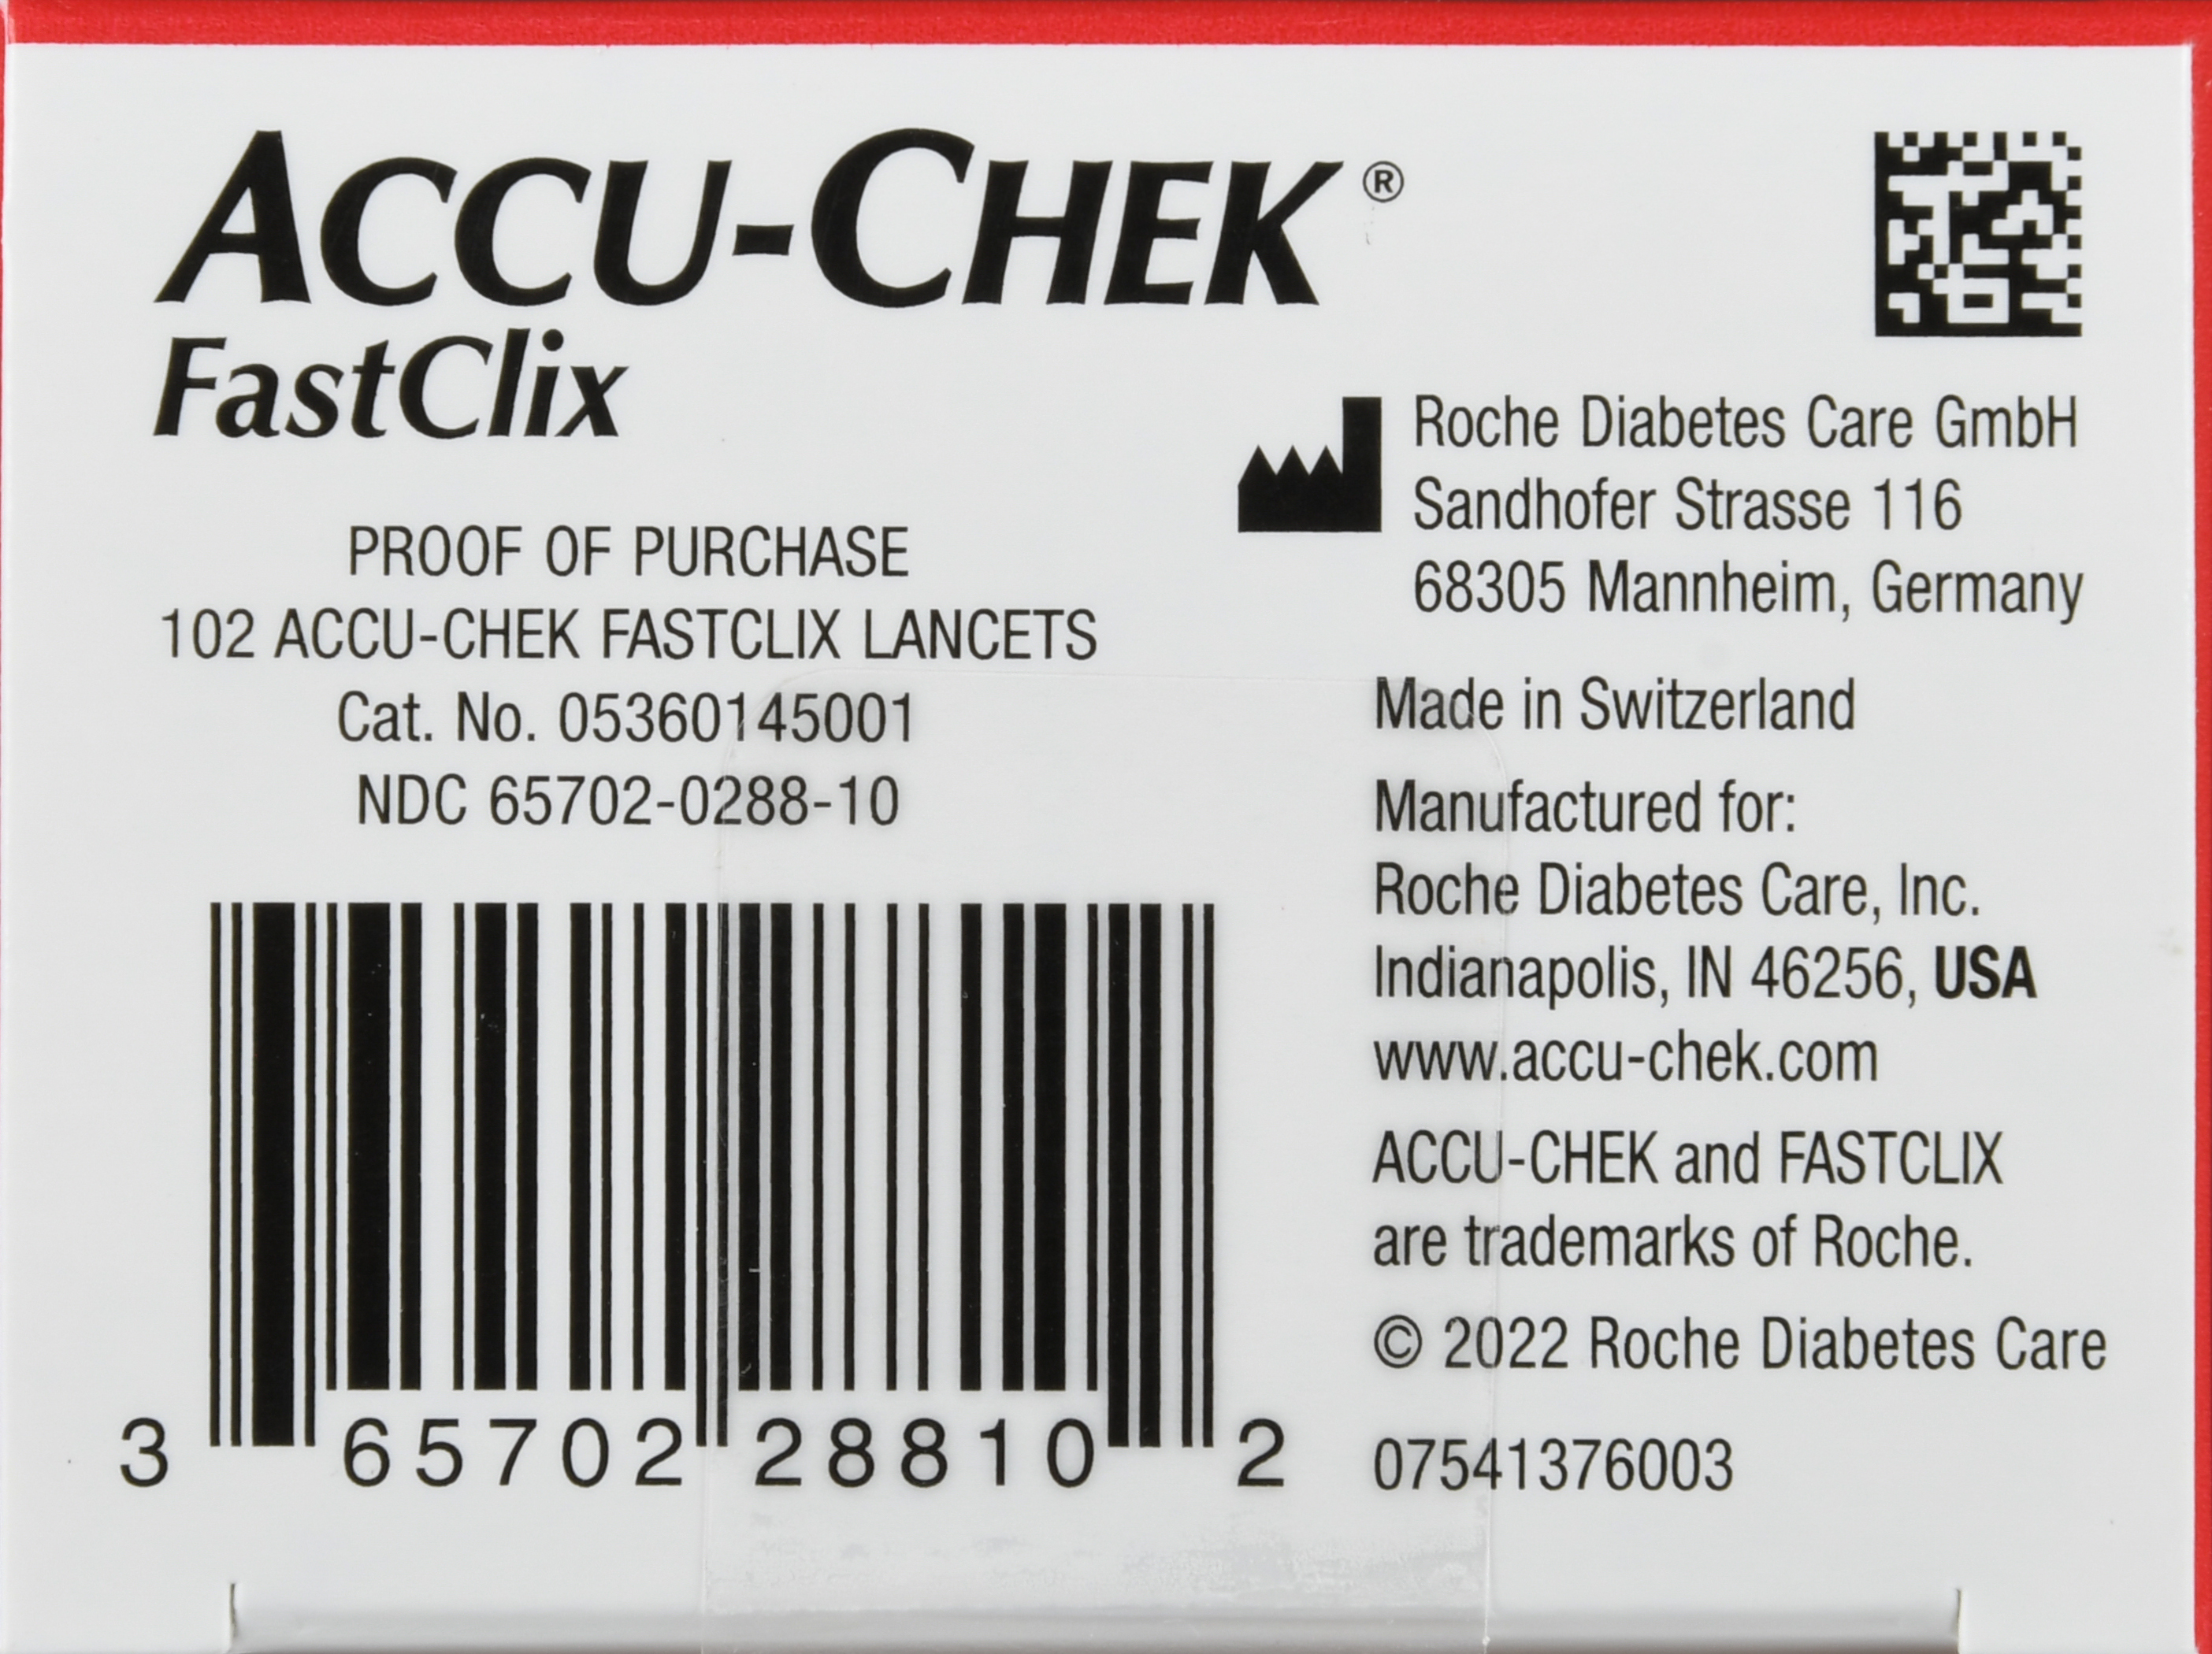 ACCU-CHEK®
FastClix
PROOF OF PURCHASE
102 ACCU-CHEK FASTCLIX LANCETS
Cat. No. 05360145001
NDC 65702-0288-10
3 65702 28810 2
Roche Diabetes Care GmbH
Sandhofer Strasse 116
68305 Mannheim, Germany
Made in Switzerland
Manufactured for:
Roche Diabetes Care, Inc.
Indianapolis, IN 46256, USA
www.accu-chek.com
ACCU-CHEK and FASTCLIX
are trademarks of Roche.
© 2022 Roche Diabetes Care
07541376003